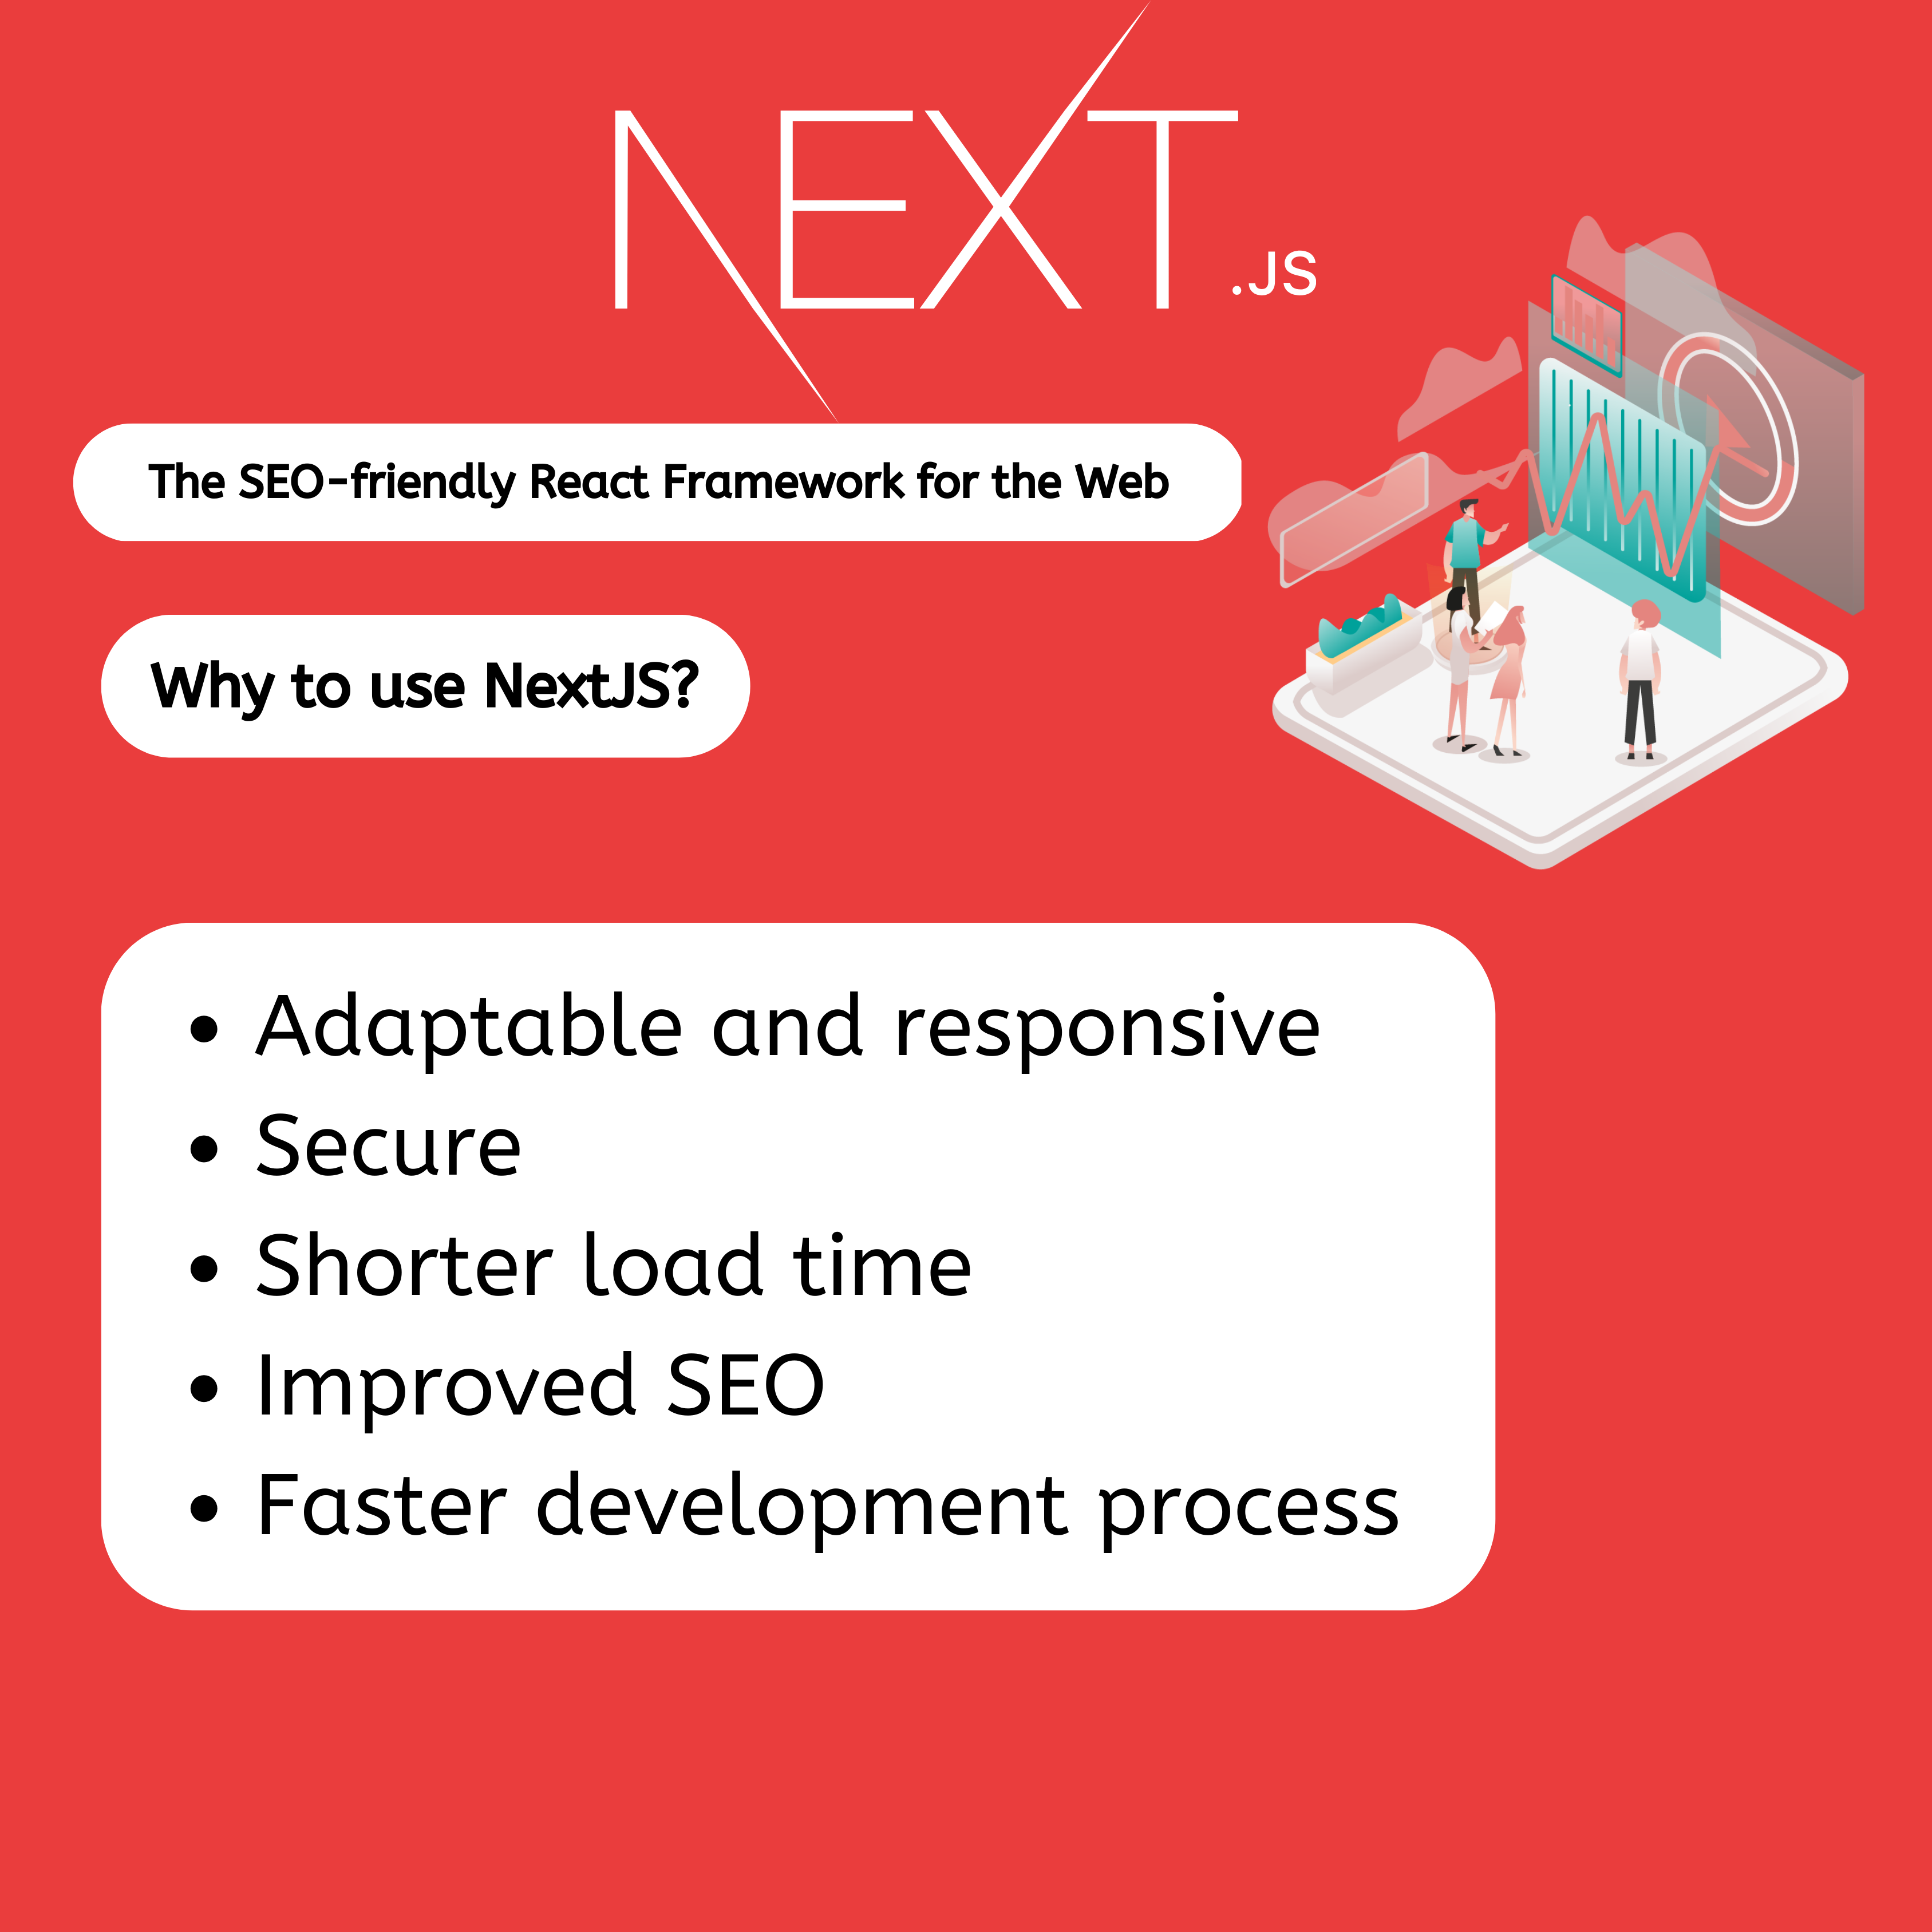 NEXT.JS
The SEO-friendly React Framework for the Web
Why to use NextJS?
• Adaptable and responsive
• Secure
• Shorter load time
• Improved SEO
• Faster development process